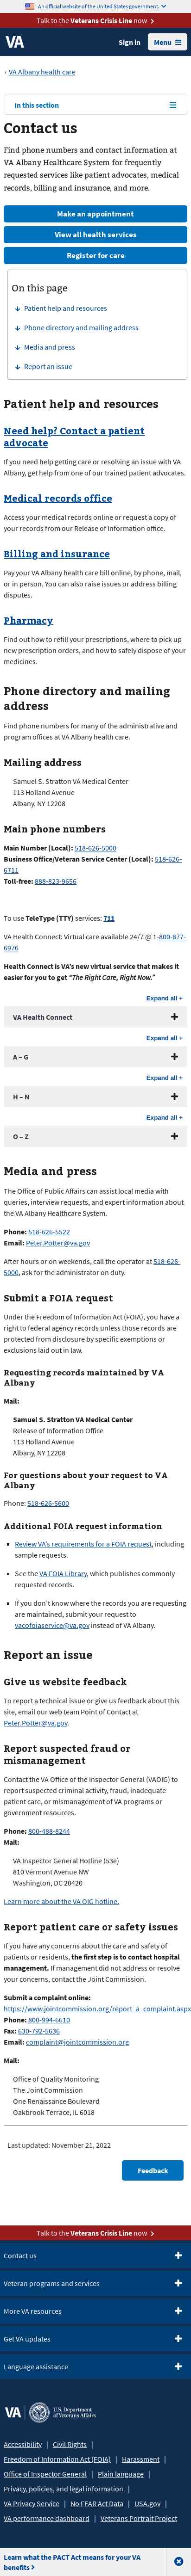 An official website of the United States government.
Talk to the Veterans Crisis Line now
VA
Sign in
Menu
VA Albany health care
In this section
Contact us
Phone numbers and contact information at
VA Albany Healthcare System for frequently
requested services like primary care, medical
records, billing and insurance, and more.
Make an appointment
View all health services
Register for care
On this page
Patient help and resources
Phone directory and mailing address
Media and press
Report an issue
Patient help and resources
Need help? Contact a patient
advocate
If you need help getting care or resolving an issue with VA
Albany, get help from one of our trained patient advocates.
Medical records office
Access your medical records online or request a copy of
your records by our Release of Information office.
Billing and insurance
Pay your VA Albany health care bill online, by phone, mail,
or in person. You can also raise issues or address billing
disputes.
Pharmacy
Find out how to refill your prescriptions, where to pick up
new prescriptions, and how to safely dispose of your
medicines.
Phone directory and mailing
address
Find phone numbers for many of the administrative and
program offices at VA Albany health care.
Mailing address
Samuel S. Stratton VA Medical Center
113 Holland Avenue
Albany, NY 12208
Main phone numbers
Main Number (Local): 518-626-5000
Business Office/Veteran Service Center (Local): 518-626-
6711
Toll-free: 888-823-9656
To use TeleType (TTY) services: 711
VA Health Connect: Virtual care available 24/7 @ 1-800-877-
6976
Health Connect is VA's new virtual service that makes it
easier for you to get "The Right Care, Right Now."
Expand all +
VA Health Connect
Expand all +
A – G
Expand all +
H – N
Expand all +
O – Z
Media and press
The Office of Public Affairs can assist media with
queries, interview requests, and general information about
the VA Albany Healthcare System.
Phone: 518-626-5522
Email: Peter.Potter@va.gov
After hours or on weekends, call the operator at 518-626-
5000, ask for the administrator on duty.
Submit a FOIA request
Under the Freedom of Information Act (FOIA), you have a
right to federal agency records unless those records are
protected from disclosure by specific exemptions or
exclusions laid out in law.
Requesting records maintained by VA
Albany
Mail:
Samuel S. Stratton VA Medical Center
Release of Information Office
113 Holland Avenue
Albany, NY 12208
For questions about your request to VA
Albany
Phone: 518-626-5600
Additional FOIA request information
Review VA's requirements for a FOIA request, including
sample requests.
See the VA FOIA Library, which publishes commonly
requested records.
If you don't know where the records you are requesting
are maintained, submit your request to
vacofoiaservice@va.gov instead of VA Albany.
Report an issue
Give us website feedback
To report a technical issue or give us feedback about this
site, email our web team or our Point of Contact at
Peter.Potter@va.gov.
Report suspected fraud or
mismanagement
Contact the VA Office of the Inspector General (VAOIG) to
report potential crime, waste, fraud, abuse, inadequate
patient care, or mismanagement of VA programs or
personnel.
Phone: 800-488-8244
Mail:
VA Inspector General Hotline (53e)
810 Vermont Avenue NW
Washington, DC 20420
Learn more about the VA OIG hotline.
Report patient care or safety issues
If you have any concerns about the care and safety of
patients or residents, the first step is to contact hospital
management. If management does not resolve your
concerns, contact the Joint Commission.
Submit a complaint online:
https://www.jointcommission.org/report_a_complaint.aspx
Phone: 800-994-6610
Fax: 630-792-5636
Email: complaint@jointcommission.org
Mail:
Office of Quality Monitoring
The Joint Commission
One Renaissance Boulevard
Oakbrook Terrace, IL 6018
Last updated: November 21, 2022
Feedback
Talk to the Veterans Crisis Line now
Contact us
Veteran programs and services
More VA resources
Get VA updates
Language assistance
VA U.S. Department of Veterans Affairs
Accessibility | Civil Rights |
Freedom of Information Act (FOIA) | Harassment |
Office of Inspector General | Plain language |
Privacy, policies, and legal information |
VA Privacy Service | No FEAR Act Data | USA.gov |
VA performance dashboard | Veterans Portrait Project
Learn what the PACT Act means for your VA
benefits